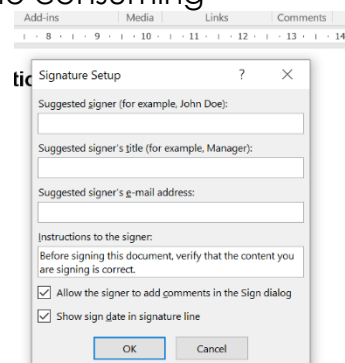 consuming
Add-ins Media Links Comments
· 8 · 9 · 10 · 11 · 12 · 13 · 14
Signature Setup ? ×
Suggested signer (for example, John Doe):
Suggested signer's title (for example, Manager):
Suggested signer's e-mail address:
Instructions to the signer:
Before signing this document, verify that the content you
are signing is correct.
Allow the signer to add comments in the Sign dialog
Show sign date in signature line
OK Cancel